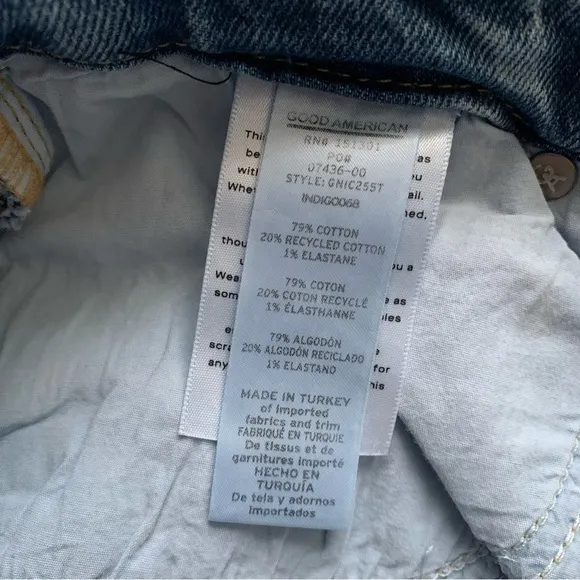 GOOD AMERICAN
RN# 151301
PO#
07436-00
STYLE: GNIC255T
INDIGO068
79% COTTON
20% RECYCLED COTTON
1% ELASTANE
79% COTON
20% COTON RECYCLÉ
1% ÉLASTHANNE
79% ALGODÓN
20% ALGODÓN RECICLADO
1% ELASTANO
MADE IN TURKEY
of imported
fabrics and trim
FABRIQUÉ EN TURQUIE
De tissus et de
garnitures importé
HECHO EN
TURQUÍA
De tela y adornos
importados